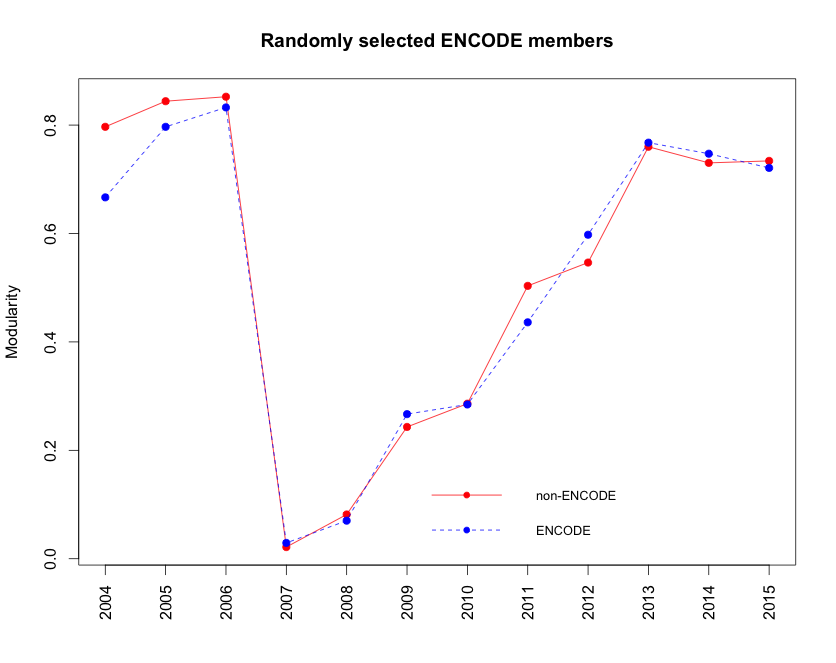 Randomly selected ENCODE members
Modularity
0.8
0.6
0.4
0.2
0.0
non-ENCODE
ENCODE
2004 2005 2006 2007 2008 2009 2010 2011 2012 2013 2014 2015